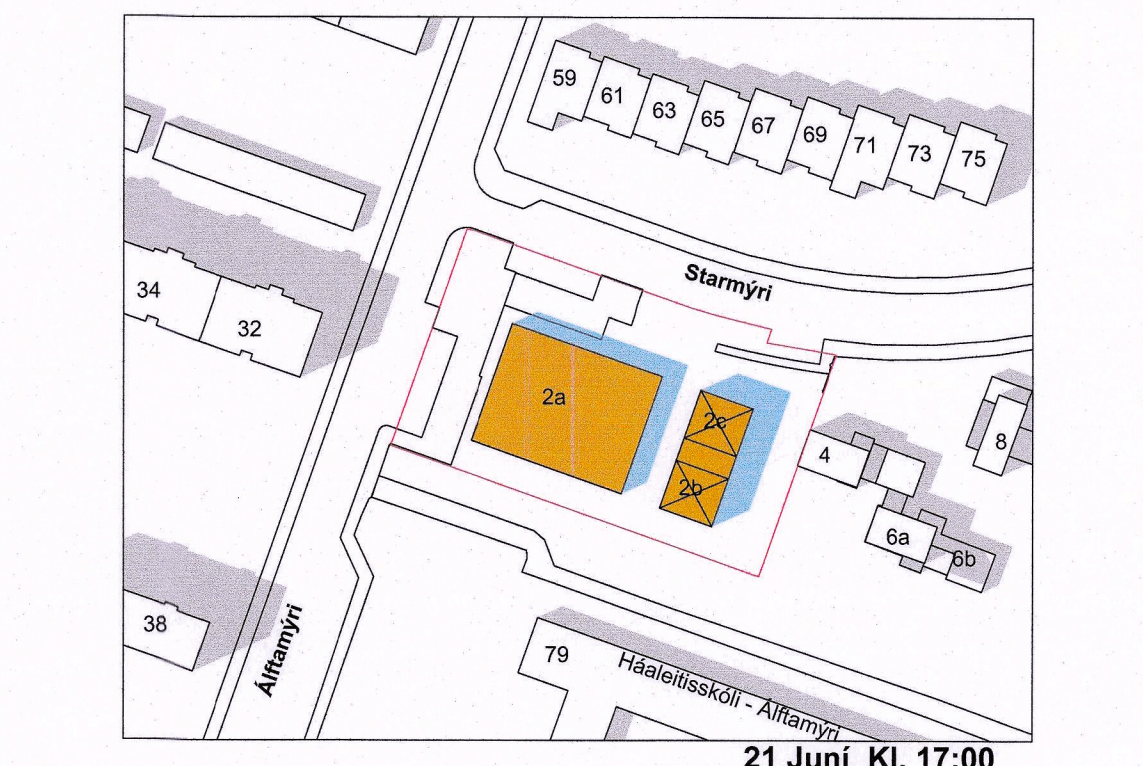 59
61
63
65
67
69
71
73
75
34
32
Starmýri
2a
2c
2b
4
8
6a
6b
38
Álftamýri
79
Háaleitisskóli - Álftamýri
21 Juní Kl. 17:00